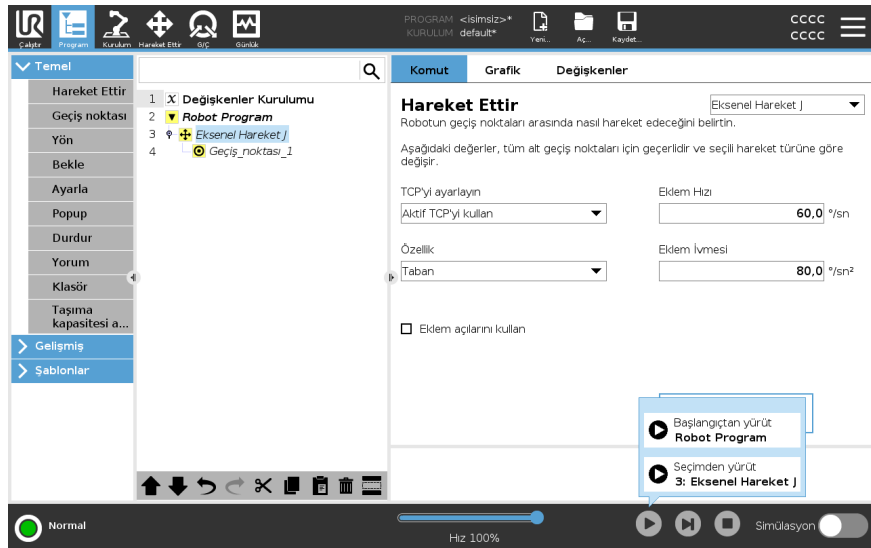 UR
PROGRAM <isimsiz>*
KURULUM default*
Çalıştır Program Kurulum Hareket Ettir G/Ç Günlük
Yeni... Aç... Kaydet...
CCCC
CCCC
Temel
Hareket Ettir
Geçiş noktası
Yön
Bekle
Ayarla
Popup
Durdur
Yorum
Klasör
Taşıma
kapasitesi a...
Gelişmiş
Şablonlar
1 X Değişkenler Kurulumu
2 Robot Program
3 Eksenel Hareket J
4 Geçiş_noktası_1
Komut Grafik Değişkenler
Hareket Ettir
Eksenel Hareket J
Robotun geçiş noktaları arasında nasıl hareket edeceğini belirtin.
Aşağıdaki değerler, tüm alt geçiş noktaları için geçerlidir ve seçili hareket türüne göre
değişir.
TCP'yi ayarlayın Eklem Hızı
Aktif TCP'yi kullan 60,0 °/sn
Özellik Eklem İvmesi
Taban 80,0 °/sn²
Eklem açılarını kullan
Başlangıçtan yürüt
Robot Program
Seçimden yürüt
3: Eksenel Hareket J
Normal
Hız 100%
Simülasyon